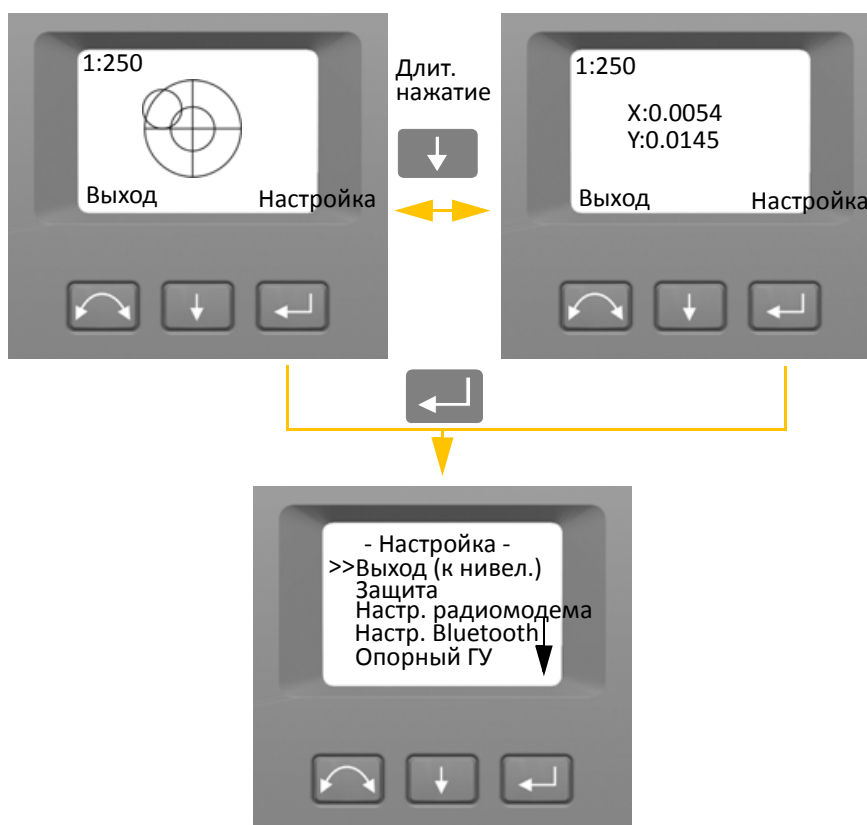 1:250
Выход
Настройка
Длит.
нажатие
1:250
X:0.0054
Y:0.0145
Выход
Настройка
- Настройка -
>>Выход (к нивел.)
Защита
Настр. радиомодема
Настр. Bluetooth
Опорный ГУ